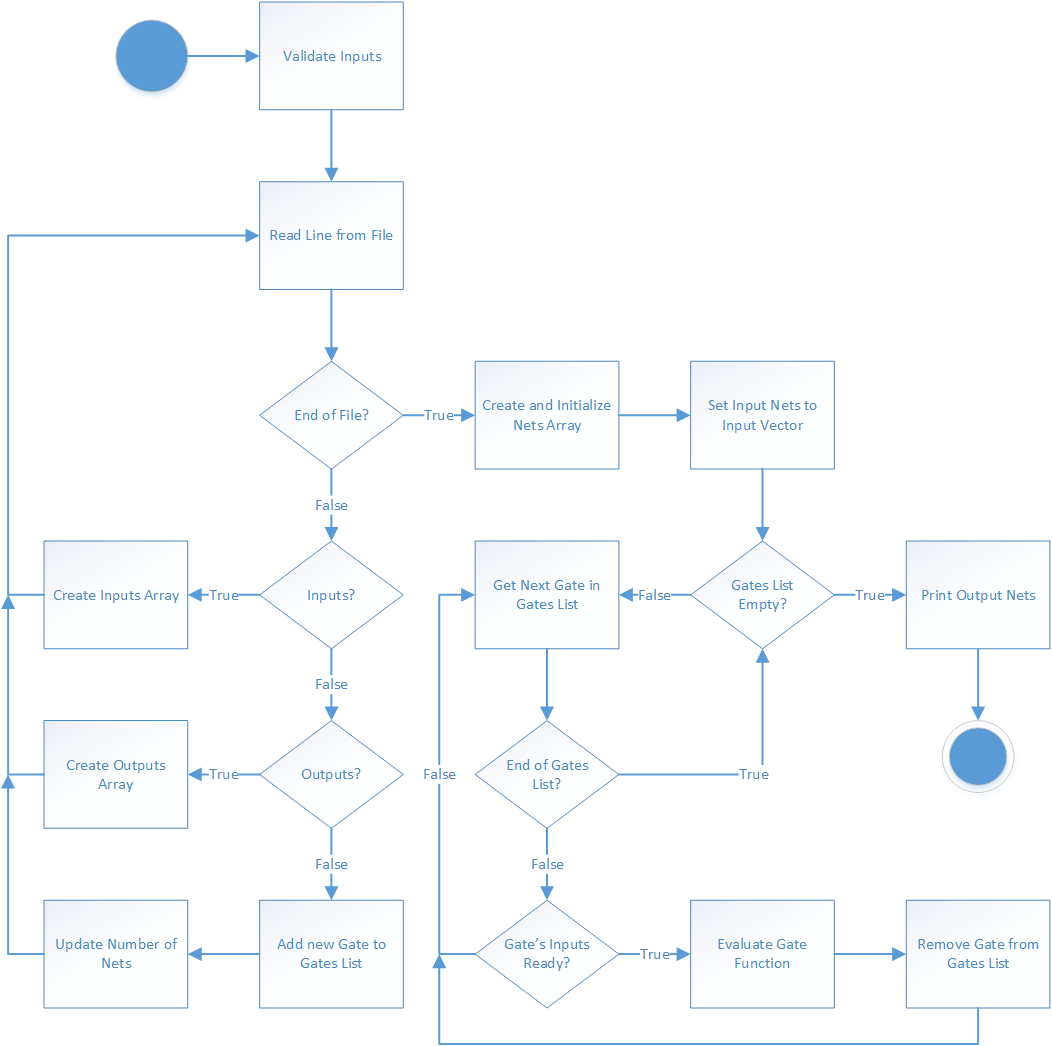 Validate Inputs
Read Line from File
End of File?
True
Create and Initialize
Nets Array
Set Input Nets to
Input Vector
False
Create Inputs Array
True
Inputs?
Get Next Gate in
Gates List
False
Gates List
Empty?
True
Print Output Nets
False
Create Outputs
Array
True
Outputs?
False
End of Gates
List?
True
False
False
Update Number of
Nets
Add new Gate to
Gates List
Gate's Inputs
Ready?
True
Evaluate Gate
Function
Remove Gate from
Gates List